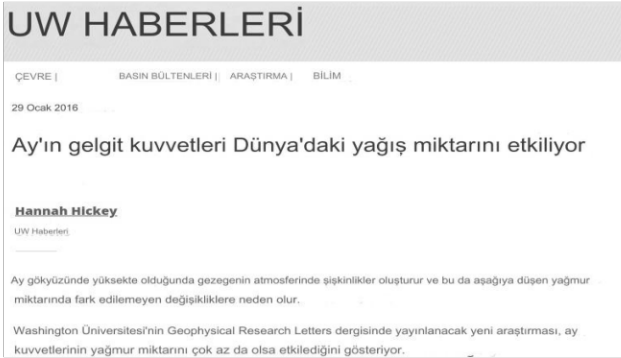 UW HABERLERİ
ÇEVRE | BASIN BÜLTENLERİ | ARAŞTIRMA | BİLİM
29 Ocak 2016
Ay'ın gelgit kuvvetleri Dünya'daki yağış miktarını etkiliyor
Hannah Hickey
UW Haberleri
Ay gökyüzünde yüksekte olduğunda gezegenin atmosferinde şişkinlikler oluşturur ve bu da aşağıya düşen yağmur
miktarında fark edilemeyen değişikliklere neden olur.
Washington Üniversitesi'nin Geophysical Research Letters dergisinde yayınlanacak yeni araştırması, ay
kuvvetlerinin yağmur miktarını çok az da olsa etkilediğini gösteriyor.